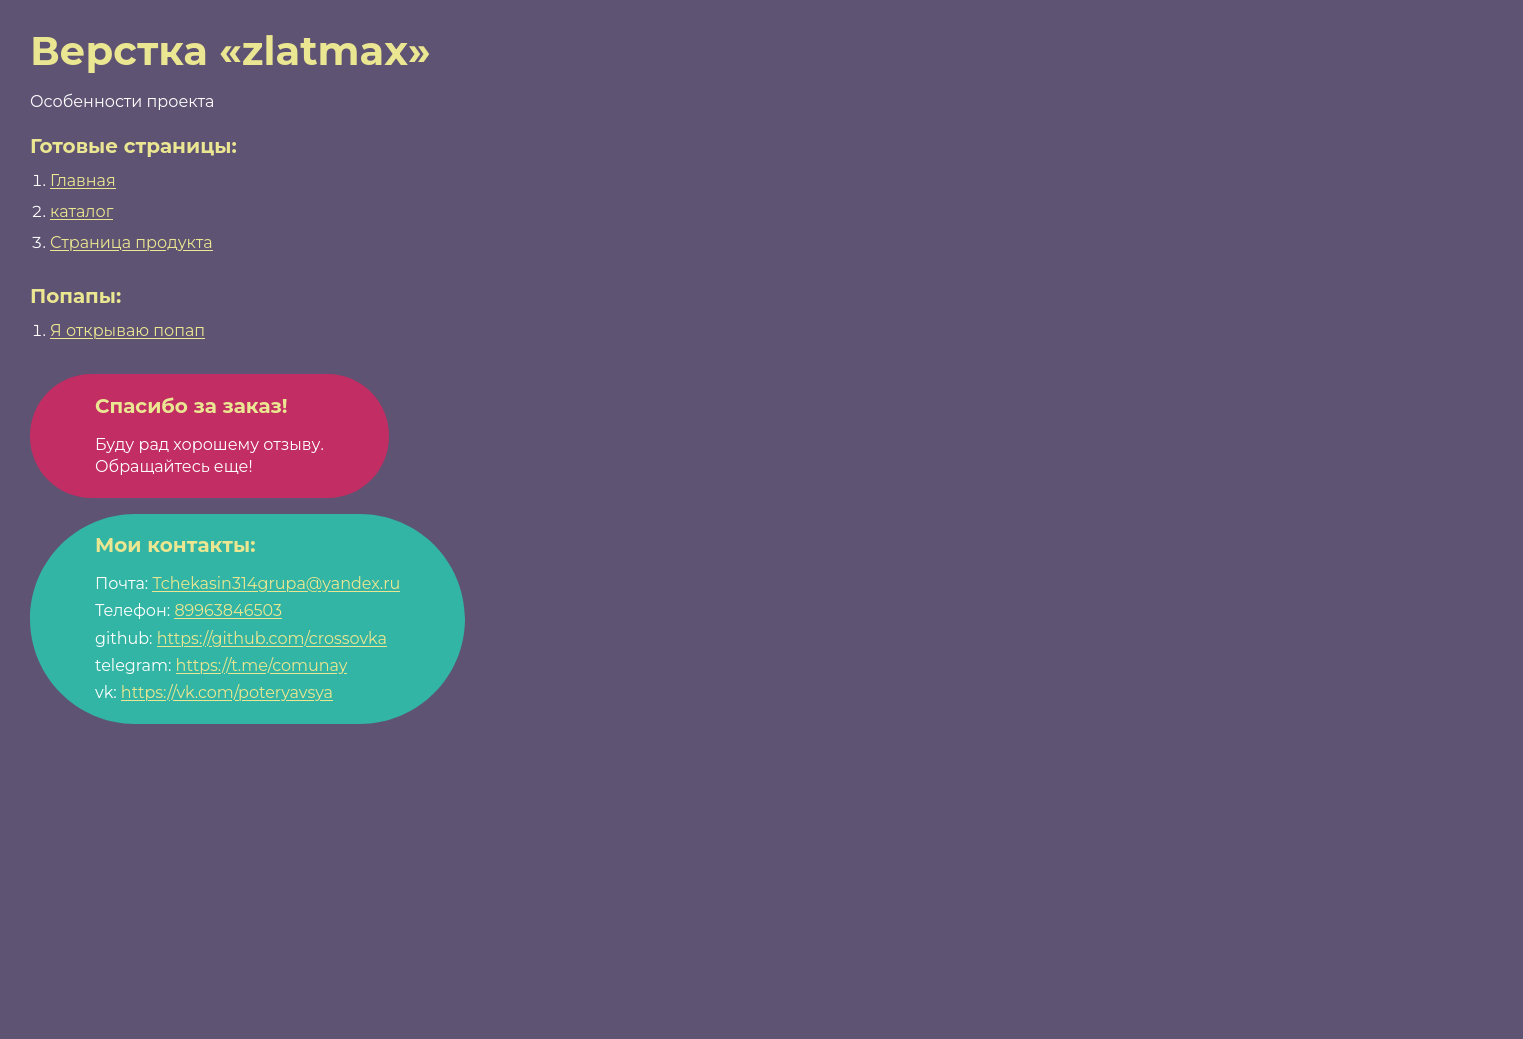 Верстка «zlatmax»
Особенности проекта
Готовые страницы:
1. Главная
2. каталог
3. Страница продукта
Попапы:
1. Я открываю попап
Спасибо за заказ!
Буду рад хорошему отзыву.
Обращайтесь еще!
Мои контакты:
Почта: Tchekasin314grupa@yandex.ru
Телефон: 89963846503
github: https://github.com/crossovka
telegram: https://t.me/comunay
vk: https://vk.com/poteryavsya